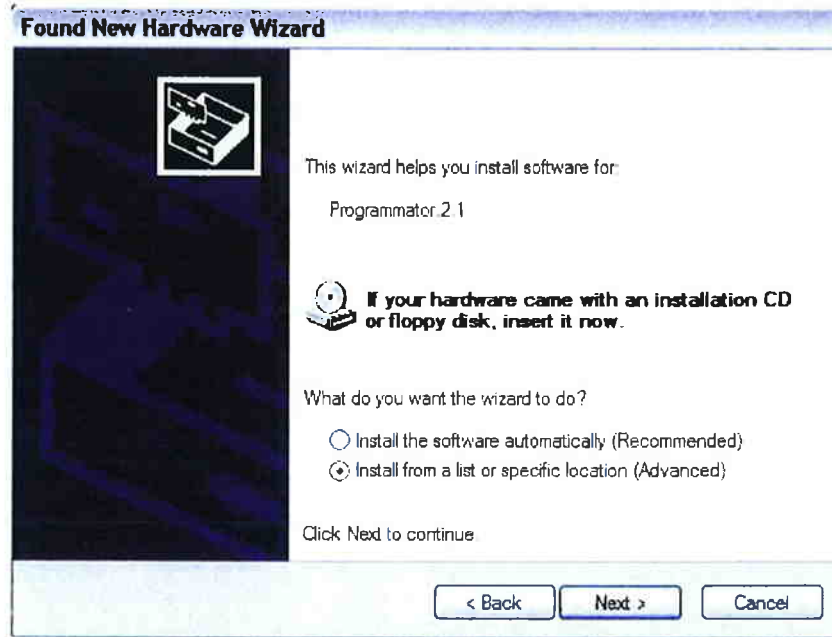 Found New Hardware Wizard
This wizard helps you install software for:
Programmator 2.1
If your hardware came with an installation CD
or floppy disk, insert it now.
What do you want the wizard to do?
Install the software automatically (Recommended)
Install from a list or specific location (Advanced)
Click Next to continue.
< Back
Next >
Cancel